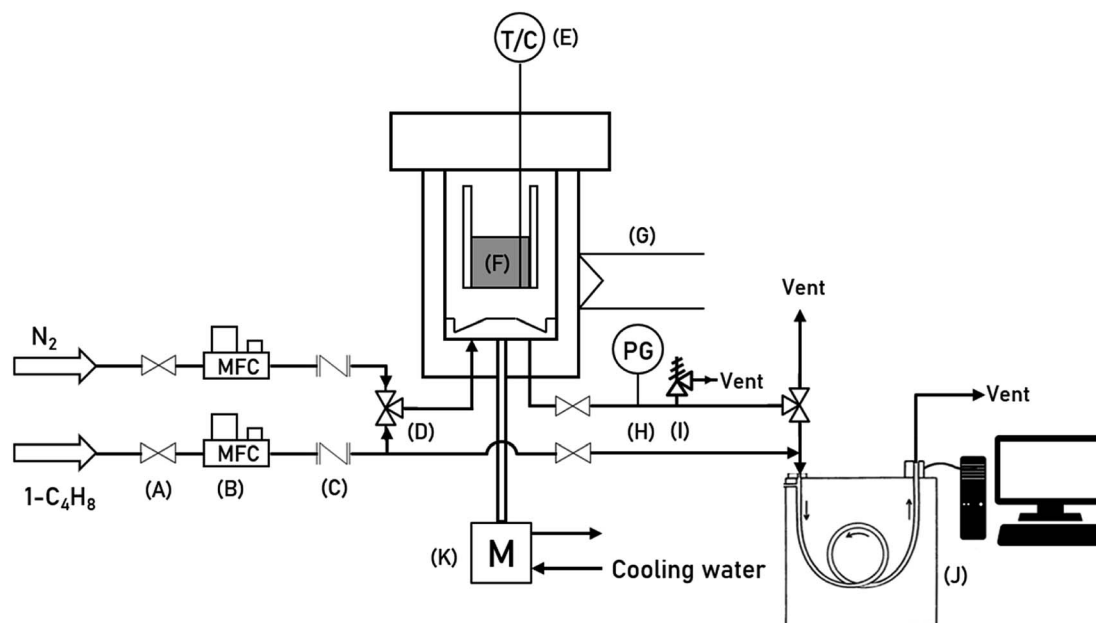 T/C (E)
(F)
(G)
Vent
N₂
MFC
PG
Vent
Vent
(D)
(H) (I)
MFC
1-C₄H₈
(A) (B) (C)
(K) M
Cooling water
(J)